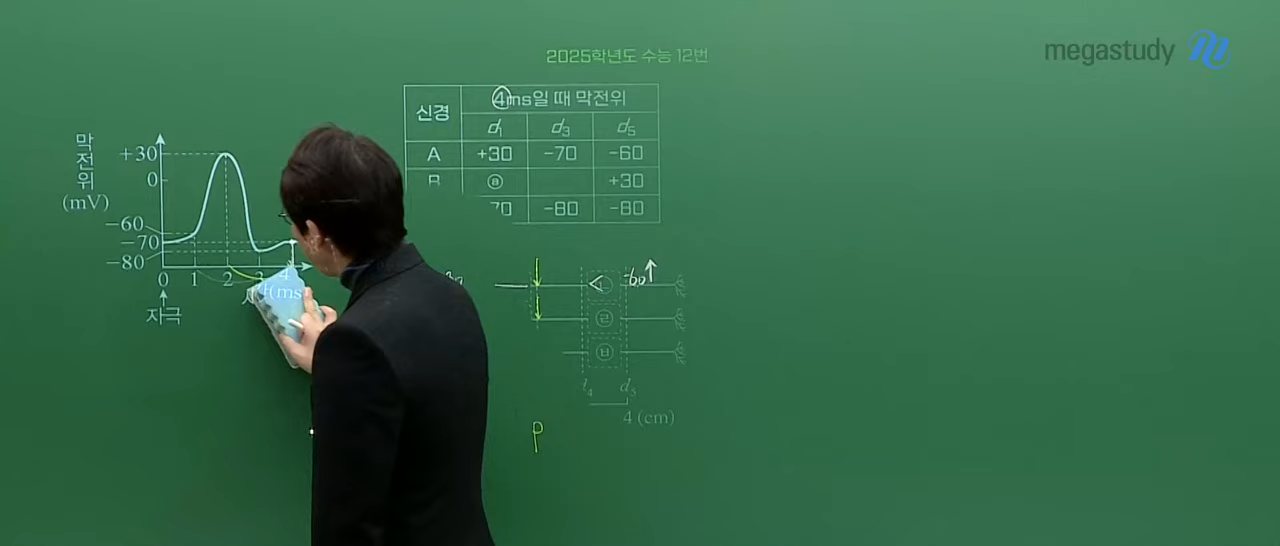 megastudy
2025학년도 수능 12번
신경 4ms일 때 막전위
d₁ d₃ d₅
A +30 -70 -60
B ⓐ +30
70 -80 -80
막전위
(mV)
+30
0
-60
-70
-80
0 1 2 3 4
(ms
자극
-60
ㄹ
ㅂ
d₅
4 (cm)
P